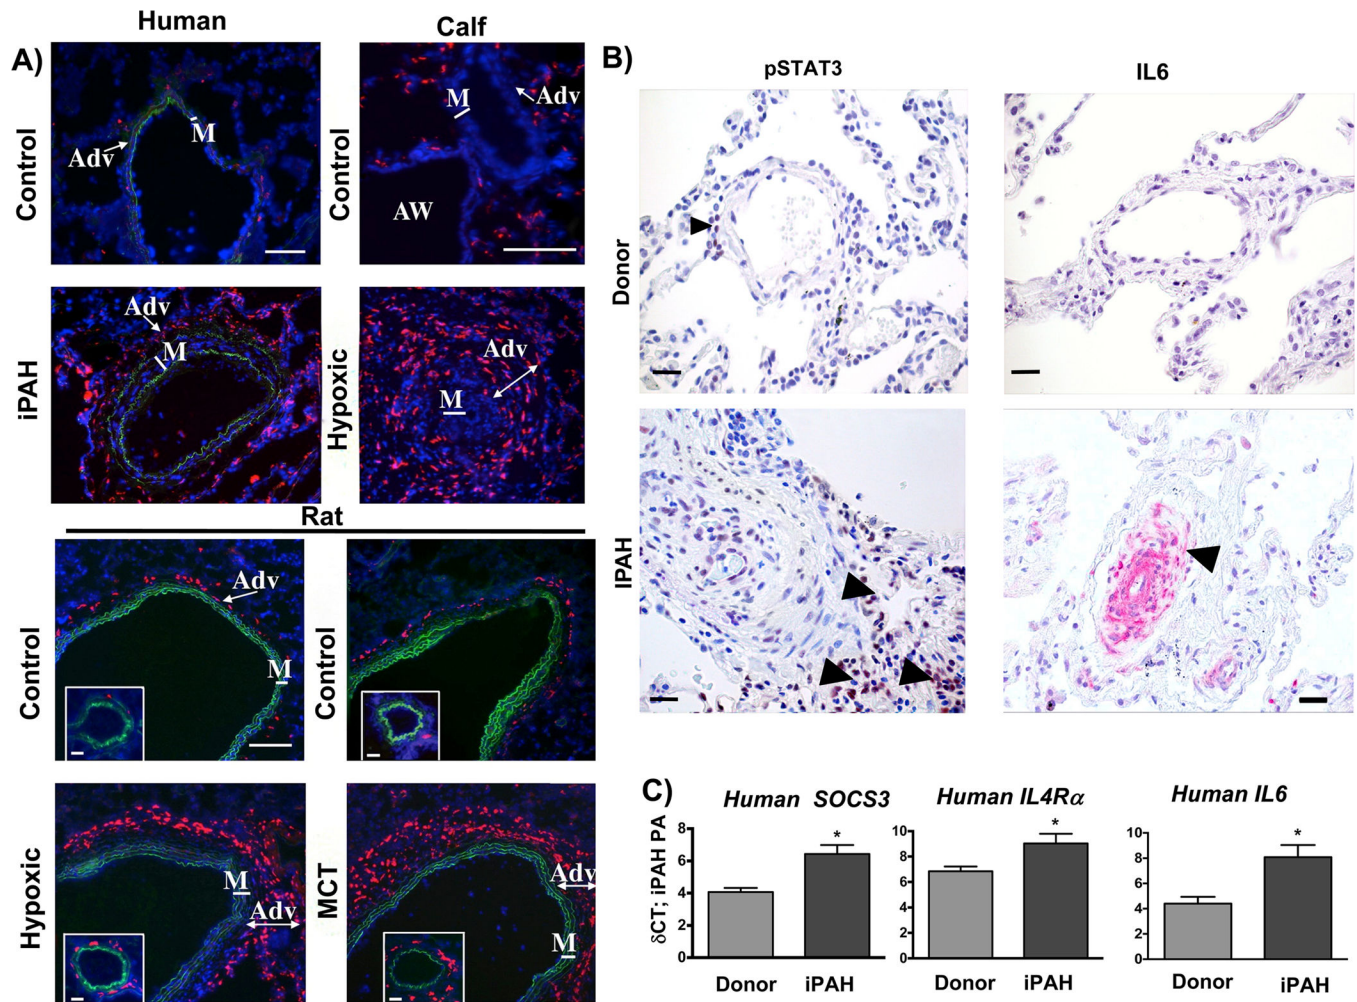 A)
Human
Calf
Control
Adv
M
Control
M
Adv
AW
iPAH
Adv
M
Hypoxic
Adv
M
Rat
Control
Adv
M
Control
Hypoxic
M
Adv
MCT
Adv
M
B)
pSTAT3
IL6
Donor
IPAH
C)
Human SOCS3
Human IL4Rα
Human IL6
δCT; iPAH PA
8
6
4
2
0
*
Donor
iPAH
10
8
6
4
2
0
*
Donor
iPAH
10
8
6
4
2
0
*
Donor
iPAH